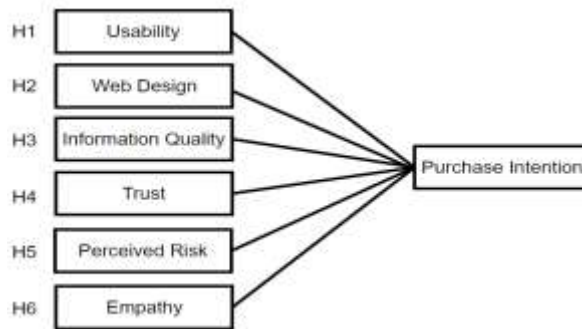 H1 Usability
H2 Web Design
H3 Information Quality
H4 Trust
H5 Perceived Risk
H6 Empathy
Purchase Intention